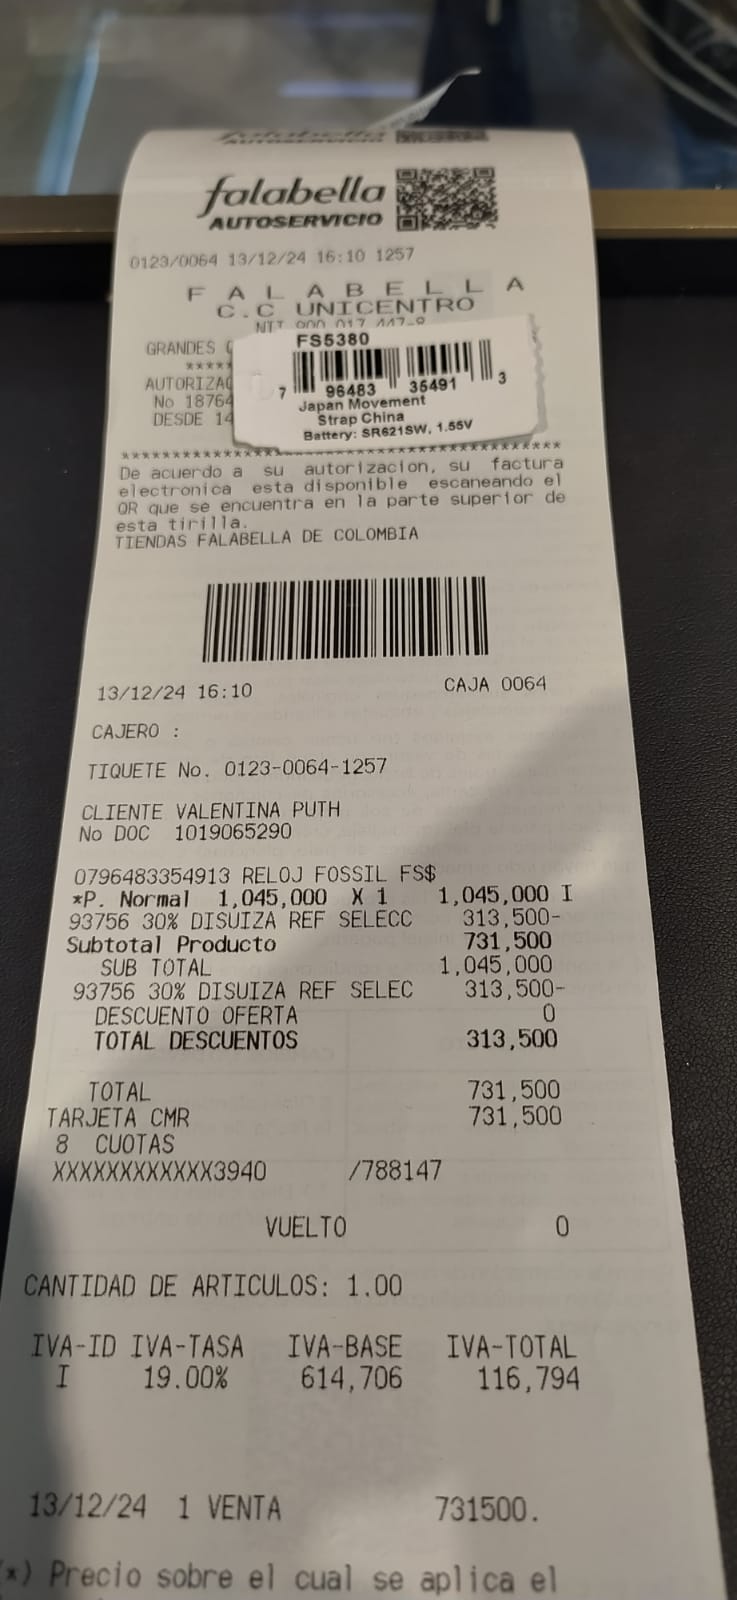 falabella
AUTOSERVICIO
falabella
AUTOSERVICIO
0123/0064 13/12/24 16:10 1257
F A L A B E L L A
C.C UNICENTRO
NIT 900 017 447-8
GRANDES
FS5380
*****
7 96483 35491 3
AUTORIZAC
No 18764
Japan Movement
Strap China
DESDE 14
Battery: SR621SW, 1.55V
De acuerdo a su autorizacion, su factura
electronica esta disponible escaneando el
QR que se encuentra en la parte superior de
esta tirilla.
TIENDAS FALABELLA DE COLOMBIA
13/12/24 16:10 CAJA 0064
CAJERO :
TIQUETE No. 0123-0064-1257
CLIENTE VALENTINA PUTH
No DOC 1019065290
0796483354913 RELOJ FOSSIL FS$
*P. Normal 1,045,000 X 1 1,045,000 I
93756 30% DISUIZA REF SELECC 313,500-
Subtotal Producto 731,500
SUB TOTAL 1,045,000
93756 30% DISUIZA REF SELEC 313,500-
DESCUENTO OFERTA 0
TOTAL DESCUENTOS 313,500
TOTAL 731,500
TARJETA CMR 731,500
8 CUOTAS
XXXXXXXXXXXX3940 /788147
VUELTO 0
CANTIDAD DE ARTICULOS: 1.00
IVA-ID IVA-TASA IVA-BASE IVA-TOTAL
I 19.00% 614,706 116,794
13/12/24 1 VENTA 731500.
(*) Precio sobre el cual se aplica el